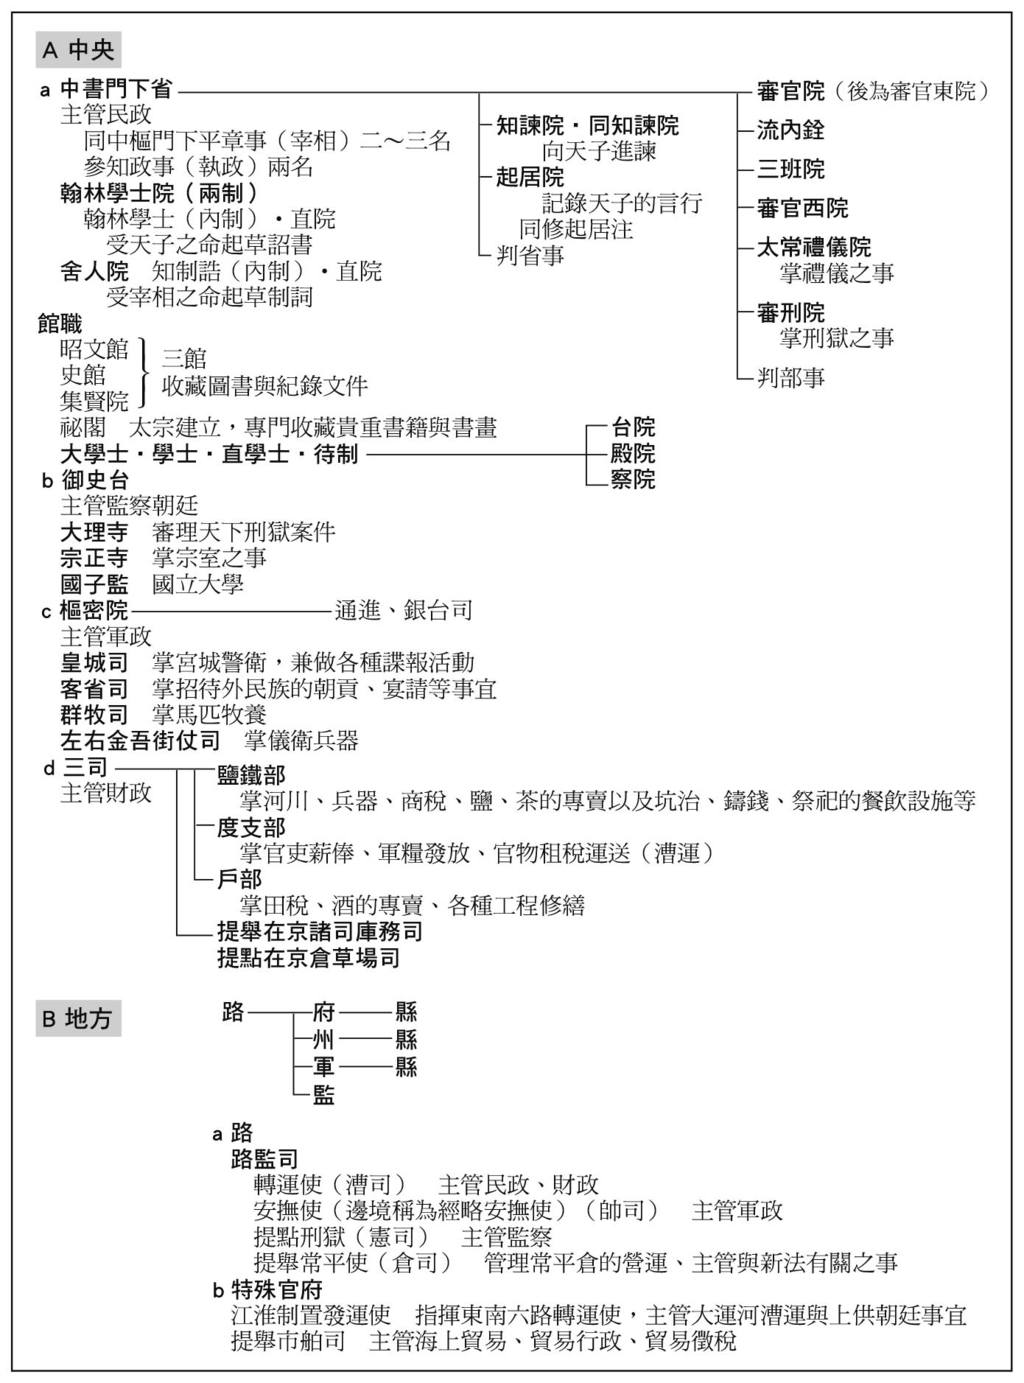 A 中央
a 中書門下省
主管民政
同中樞門下平章事（宰相）二～三名
參知政事（執政）兩名
翰林學士院（兩制）
翰林學士（內制）・直院
受天子之命起草詔書
舍人院　知制誥（內制）・直院
受宰相之命起草制詞
知諫院・同知諫院
向天子進諫
起居院
記錄天子的言行
同修起居注
判省事
審官院（後為審官東院）
流內銓
三班院
審官西院
太常禮儀院
掌禮儀之事
審刑院
掌刑獄之事
判部事
館職
昭文館
史館
集賢院
三館
收藏圖書與紀錄文件
祕閣　太宗建立，專門收藏貴重書籍與書畫
大學士・學士・直學士・待制
台院
殿院
察院
b 御史台
主管監察朝廷
大理寺　審理天下刑獄案件
宗正寺　掌宗室之事
國子監　國立大學
c 樞密院　通進、銀台司
主管軍政
皇城司　掌宮城警衛，兼做各種諜報活動
客省司　掌招待外民族的朝貢、宴請等事宜
群牧司　掌馬匹牧養
左右金吾街仗司　掌儀衛兵器
d 三司
主管財政
鹽鐵部
掌河川、兵器、商稅、鹽、茶的專賣以及坑治、鑄錢、祭祀的餐飲設施等
度支部
掌官吏薪俸、軍糧發放、官物租稅運送（漕運）
戶部
掌田稅、酒的專賣、各種工程修繕
提舉在京諸司庫務司
提點在京倉草場司
B 地方
路　府　縣
州　縣
軍　縣
監
a 路
路監司
轉運使（漕司）　主管民政、財政
安撫使（邊境稱為經略安撫使）（帥司）　主管軍政
提點刑獄（憲司）　主管監察
提舉常平使（倉司）　管理常平倉的營運、主管與新法有關之事
b 特殊官府
江淮制置發運使　指揮東南六路轉運使，主管大運河漕運與上供朝廷事宜
提舉市舶司　主管海上貿易、貿易行政、貿易徵稅